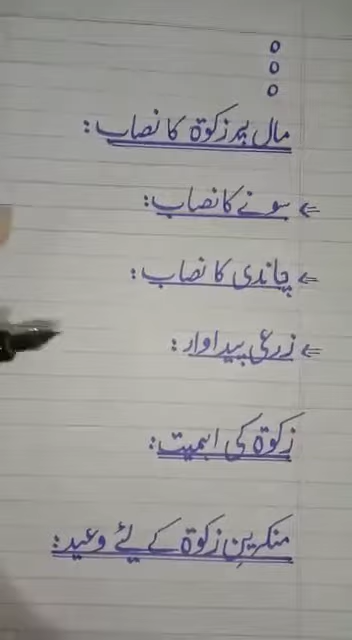 مال پر زکوٰۃ کا نصاب:
⇐ سونے کا نصاب:
⇐ چاندی کا نصاب:
⇐ زرعی پیداوار:
زکوٰۃ کی اہمیت:
منکرینِ زکوٰۃ کے لئے وعید: